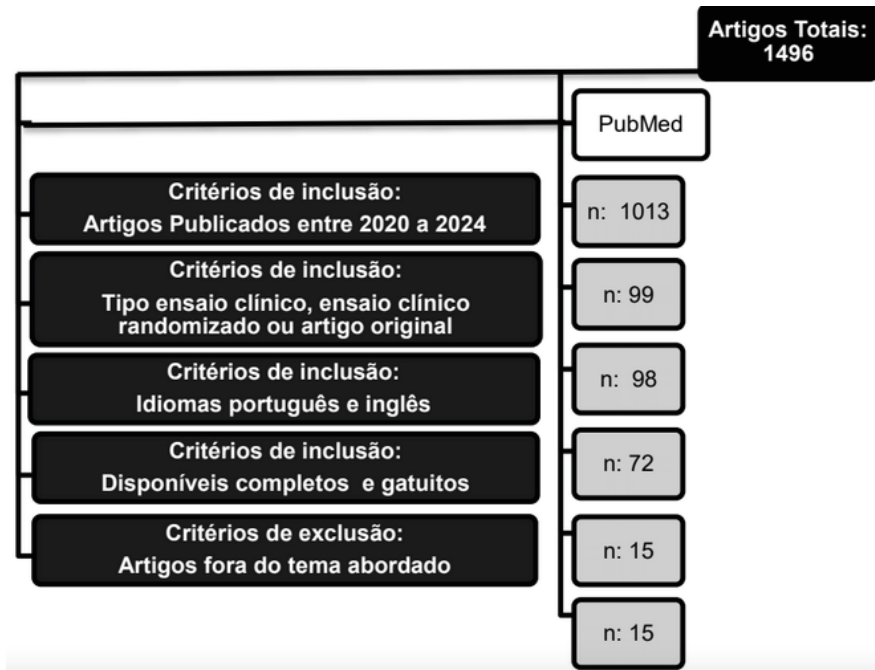 Artigos Totais:
1496
PubMed
Critérios de inclusão:
Artigos Publicados entre 2020 a 2024
n: 1013
Critérios de inclusão:
Tipo ensaio clínico, ensaio clínico
randomizado ou artigo original
n: 99
Critérios de inclusão:
Idiomas português e inglês
n: 98
Critérios de inclusão:
Disponíveis completos e gatuitos
n: 72
Critérios de exclusão:
Artigos fora do tema abordado
n: 15
n: 15